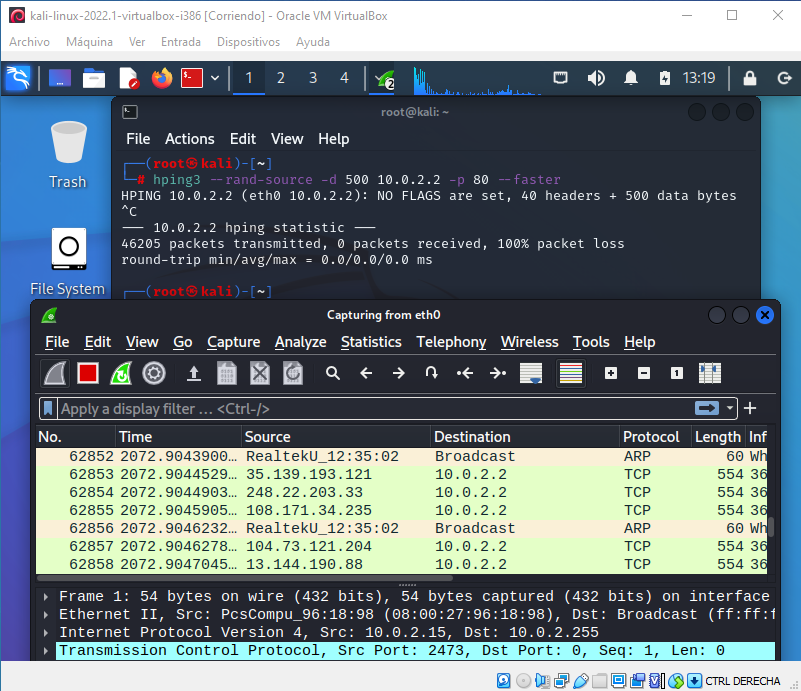 kali-linux-2022.1-virtualbox-i386 [Corriendo] - Oracle VM VirtualBox
Archivo Máquina Ver Entrada Dispositivos Ayuda
1 2 3 4 2 13:19
root@kali: ~
File Actions Edit View Help
Trash
File System
┌──(root㉿kali)-[~]
└─# hping3 --rand-source -d 500 10.0.2.2 -p 80 --faster
HPING 10.0.2.2 (eth0 10.0.2.2): NO FLAGS are set, 40 headers + 500 data bytes
^C
--- 10.0.2.2 hping statistic ---
46205 packets transmitted, 0 packets received, 100% packet loss
round-trip min/avg/max = 0.0/0.0/0.0 ms
┌──(root㉿kali)-[~]
Capturing from eth0
File Edit View Go Capture Analyze Statistics Telephony Wireless Tools Help
Apply a display filter … <Ctrl-/>
No. Time Source Destination Protocol Length Inf
62852 2072.9043900… RealtekU_12:35:02 Broadcast ARP 60 Wh
62853 2072.9044529… 35.139.193.121 10.0.2.2 TCP 554 36
62854 2072.9044903… 248.22.203.33 10.0.2.2 TCP 554 36
62855 2072.9045905… 108.171.34.235 10.0.2.2 TCP 554 36
62856 2072.9046232… RealtekU_12:35:02 Broadcast ARP 60 Wh
62857 2072.9046278… 104.73.121.204 10.0.2.2 TCP 554 36
62858 2072.9047045… 13.144.190.88 10.0.2.2 TCP 554 36
Frame 1: 54 bytes on wire (432 bits), 54 bytes captured (432 bits) on interface
Ethernet II, Src: PcsCompu_96:18:98 (08:00:27:96:18:98), Dst: Broadcast (ff:ff:f
Internet Protocol Version 4, Src: 10.0.2.15, Dst: 10.0.2.255
Transmission Control Protocol, Src Port: 2473, Dst Port: 0, Seq: 1, Len: 0
CTRL DERECHA